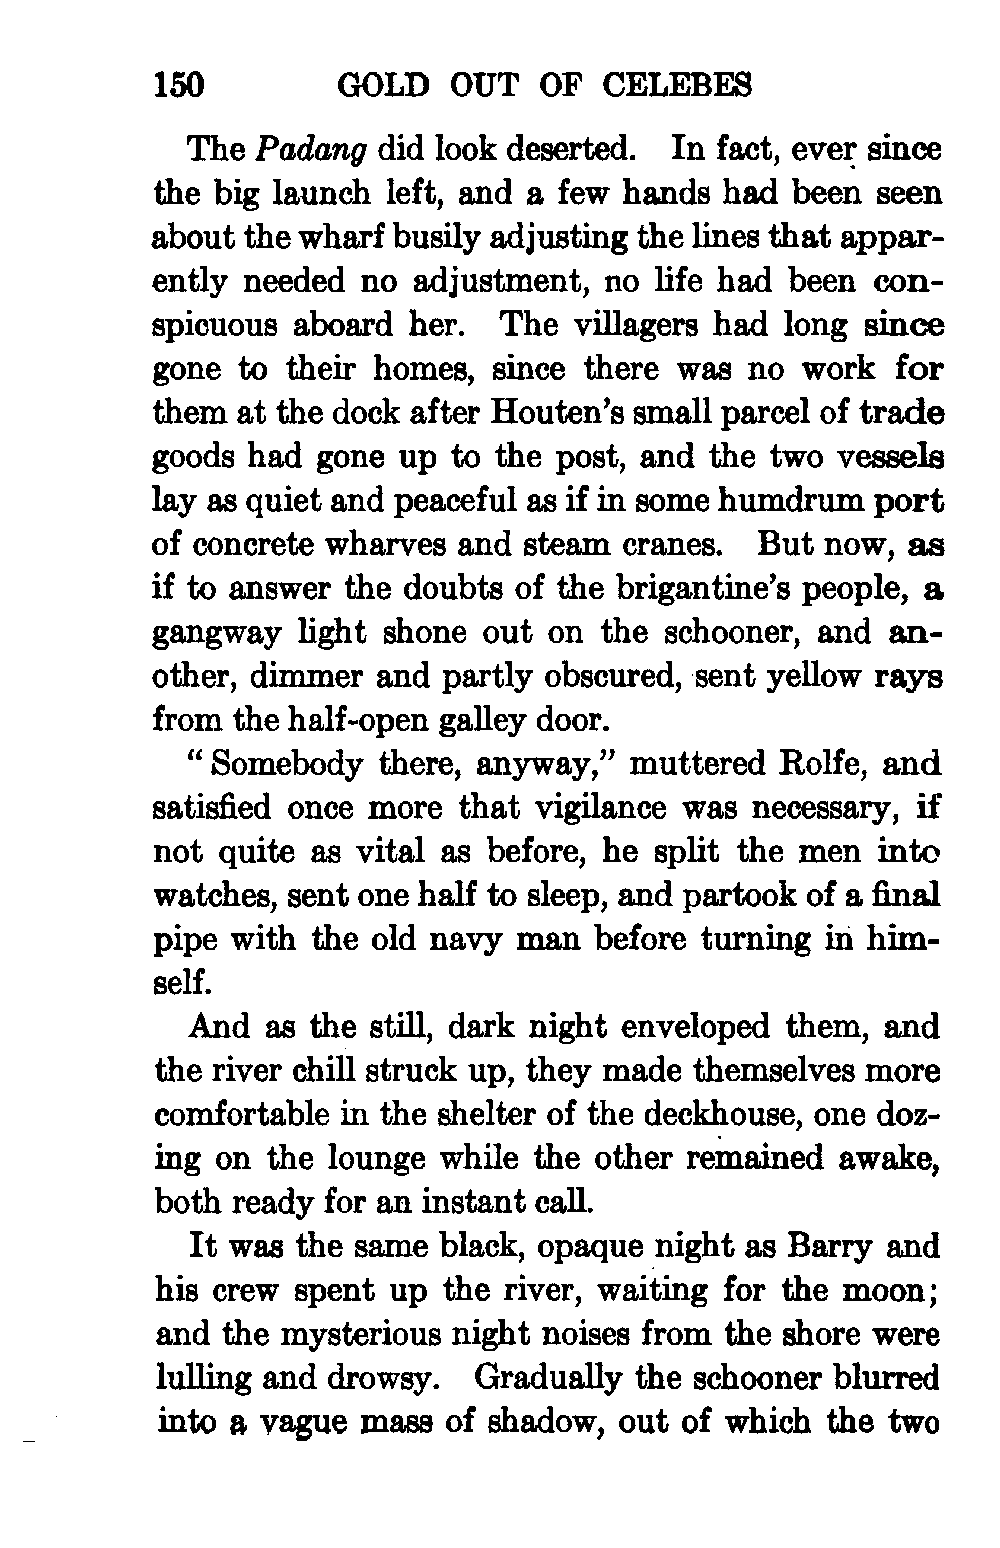 150 GOLD OUT OF CELEBES
The Padang did look deserted. In fact, ever since
the big launch left, and a few hands had been seen
about the wharf busily adjusting the lines that appar-
ently needed no adjustment, no life had been con-
spicuous aboard her. The villagers had long since
gone to their homes, since there was no work for
them at the dock after Houten's small parcel of trade
goods had gone up to the post, and the two vessels
lay as quiet and peaceful as if in some humdrum port
of concrete wharves and steam cranes. But now, as
if to answer the doubts of the brigantine's people, a
gangway light shone out on the schooner, and an-
other, dimmer and partly obscured, sent yellow rays
from the half-open galley door.
“Somebody there, anyway,” muttered Rolfe, and
satisfied once more that vigilance was necessary, if
not quite as vital as before, he split the men into
watches, sent one half to sleep, and partook of a final
pipe with the old navy man before turning in him-
self.
And as the still, dark night enveloped them, and
the river chill struck up, they made themselves more
comfortable in the shelter of the deckhouse, one doz-
ing on the lounge while the other remained awake,
both ready for an instant call.
It was the same black, opaque night as Barry and
his crew spent up the river, waiting for the moon;
and the mysterious night noises from the shore were
lulling and drowsy. Gradually the schooner blurred
into a vague mass of shadow, out of which the two